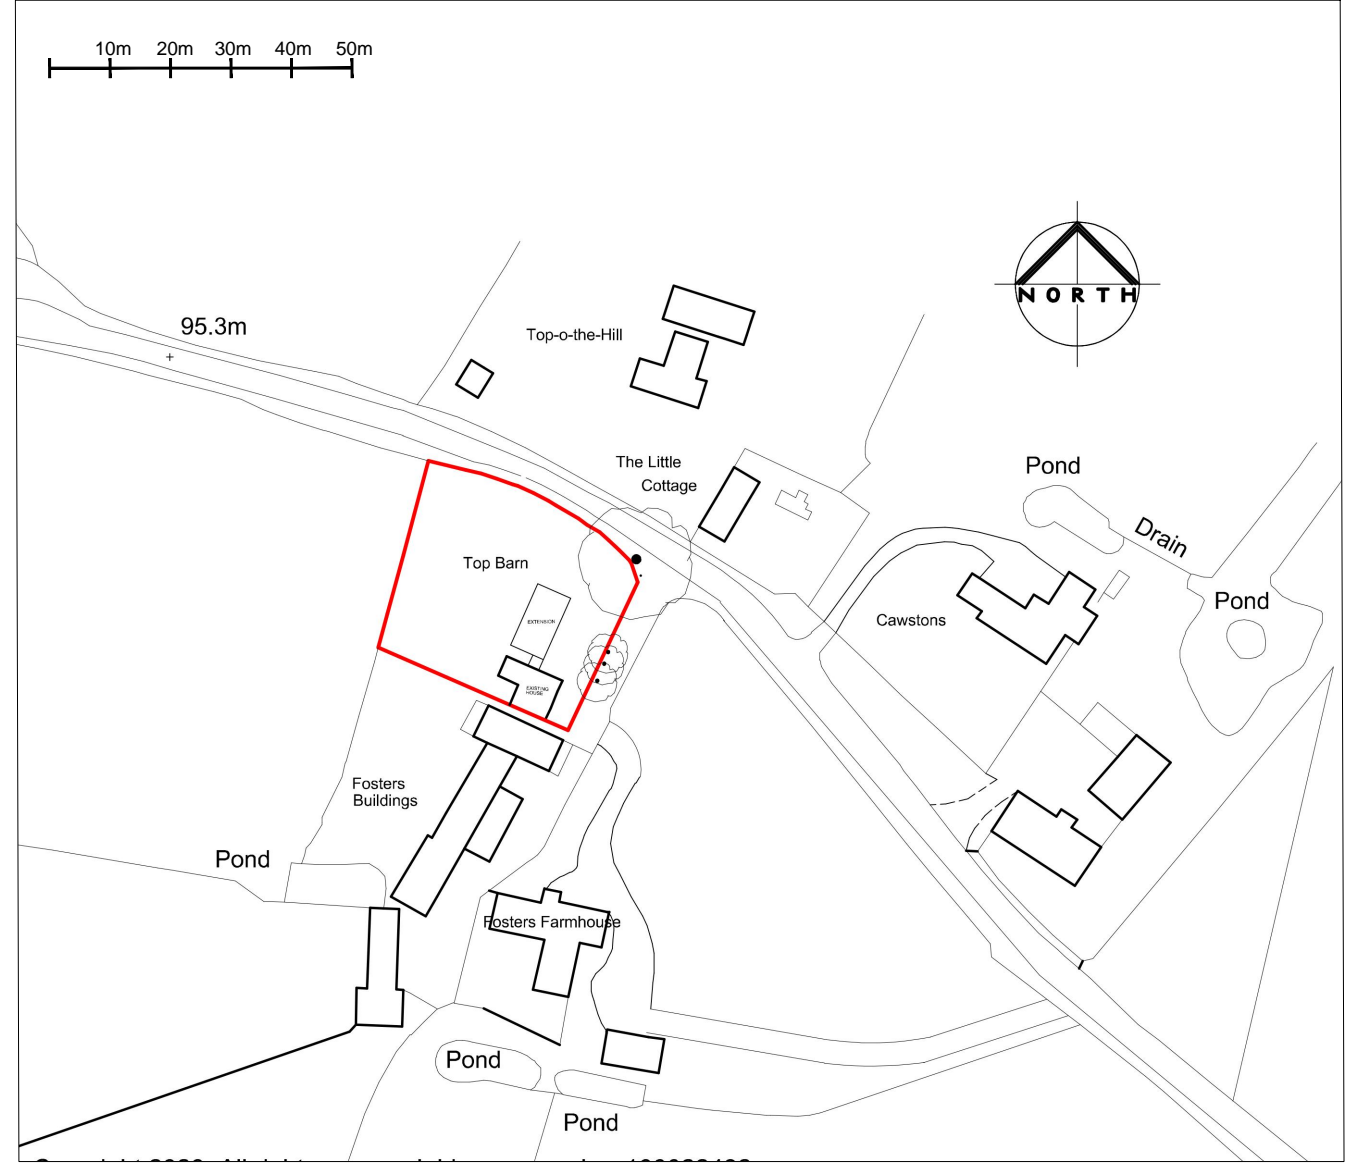 10m 20m 30m 40m 50m
NORTH
95.3m
Top-o-the-Hill
The Little
Cottage
Pond
Drain
Top Barn
Pond
EXTENSION
Cawstons
EXISTING
HOUSE
Fosters
Buildings
Pond
Fosters Farmhouse
Pond
Pond